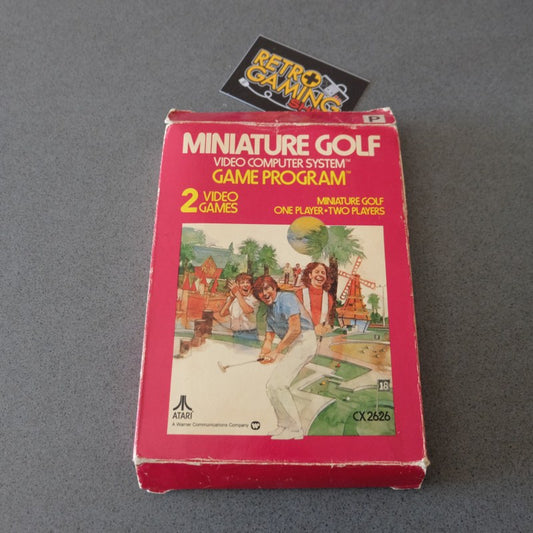 RETRO
GAMING
P
MINIATURE GOLF
VIDEO COMPUTER SYSTEM™
GAME PROGRAM™
2 VIDEO GAMES
MINIATURE GOLF
ONE PLAYER • TWO PLAYERS
18
ATARI
A Warner Communications Company
CX2626